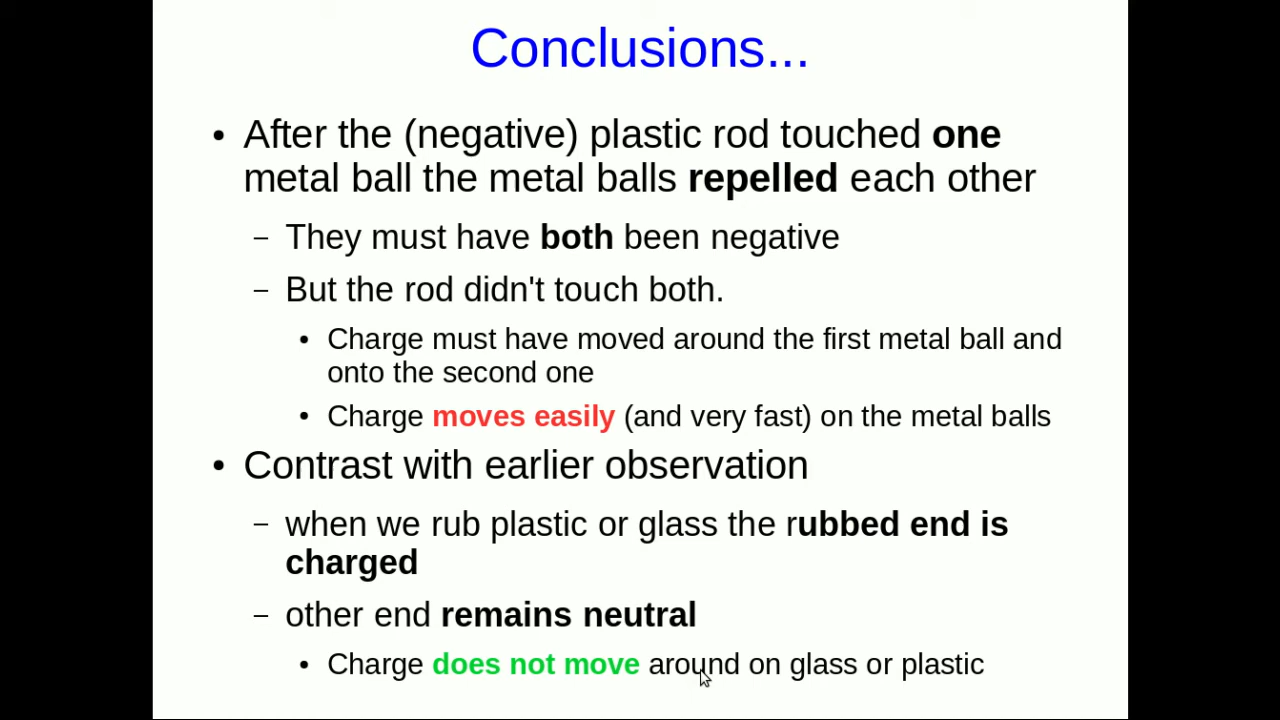 Conclusions...
• After the (negative) plastic rod touched one
metal ball the metal balls repelled each other
– They must have both been negative
– But the rod didn't touch both.
• Charge must have moved around the first metal ball and
onto the second one
• Charge moves easily (and very fast) on the metal balls
• Contrast with earlier observation
– when we rub plastic or glass the rubbed end is
charged
– other end remains neutral
• Charge does not move around on glass or plastic